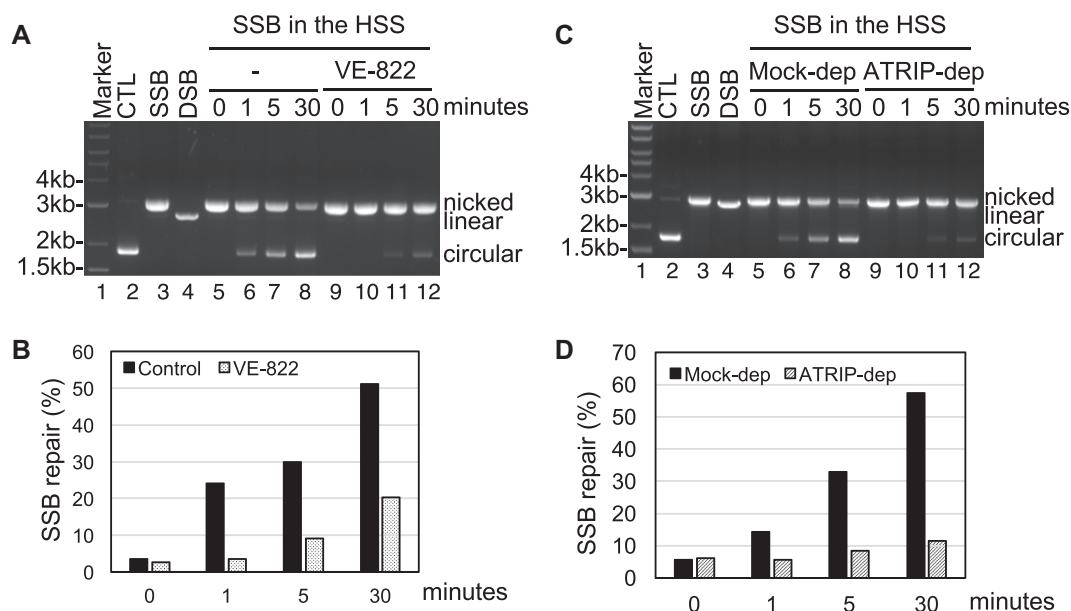 A
SSB in the HSS
- VE-822
Marker CTL SSB DSB 0 1 5 30 0 1 5 30 minutes
4kb-
3kb-
2kb-
1.5kb-
nicked
linear
circular
1 2 3 4 5 6 7 8 9 10 11 12
C
SSB in the HSS
Mock-dep ATRIP-dep
Marker CTL SSB DSB 0 1 5 30 0 1 5 30 minutes
4kb-
3kb-
2kb-
1.5kb-
nicked
linear
circular
1 2 3 4 5 6 7 8 9 10 11 12
B
Control VE-822
SSB repair (%)
60
50
40
30
20
10
0
0 1 5 30 minutes
D
Mock-dep ATRIP-dep
SSB repair (%)
70
60
50
40
30
20
10
0
0 1 5 30 minutes